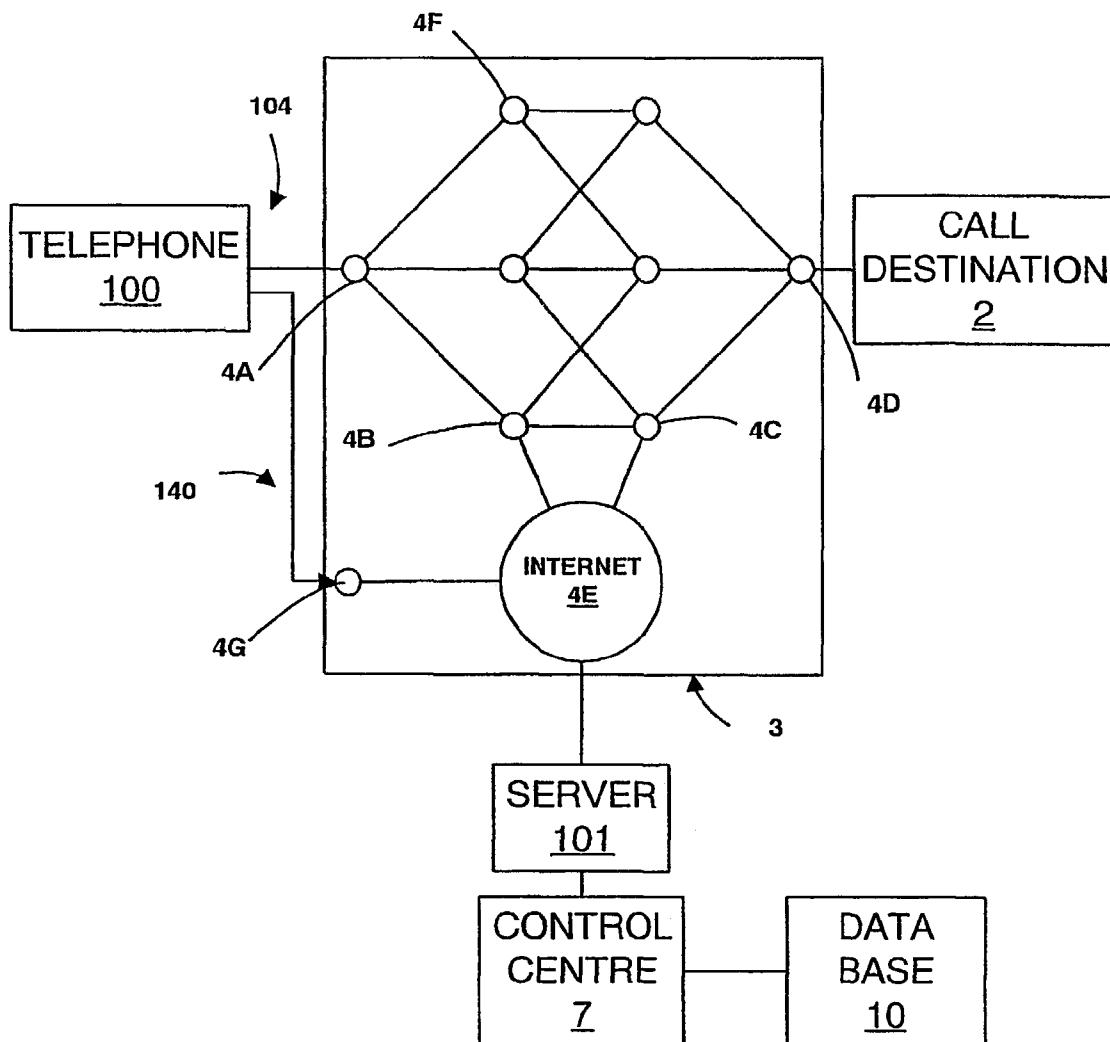 4F
104
TELEPHONE
100
CALL
DESTINATION
2
4A
4D
4B
4C
140
INTERNET
4E
4G
3
SERVER
101
CONTROL
CENTRE
7
DATA
BASE
10